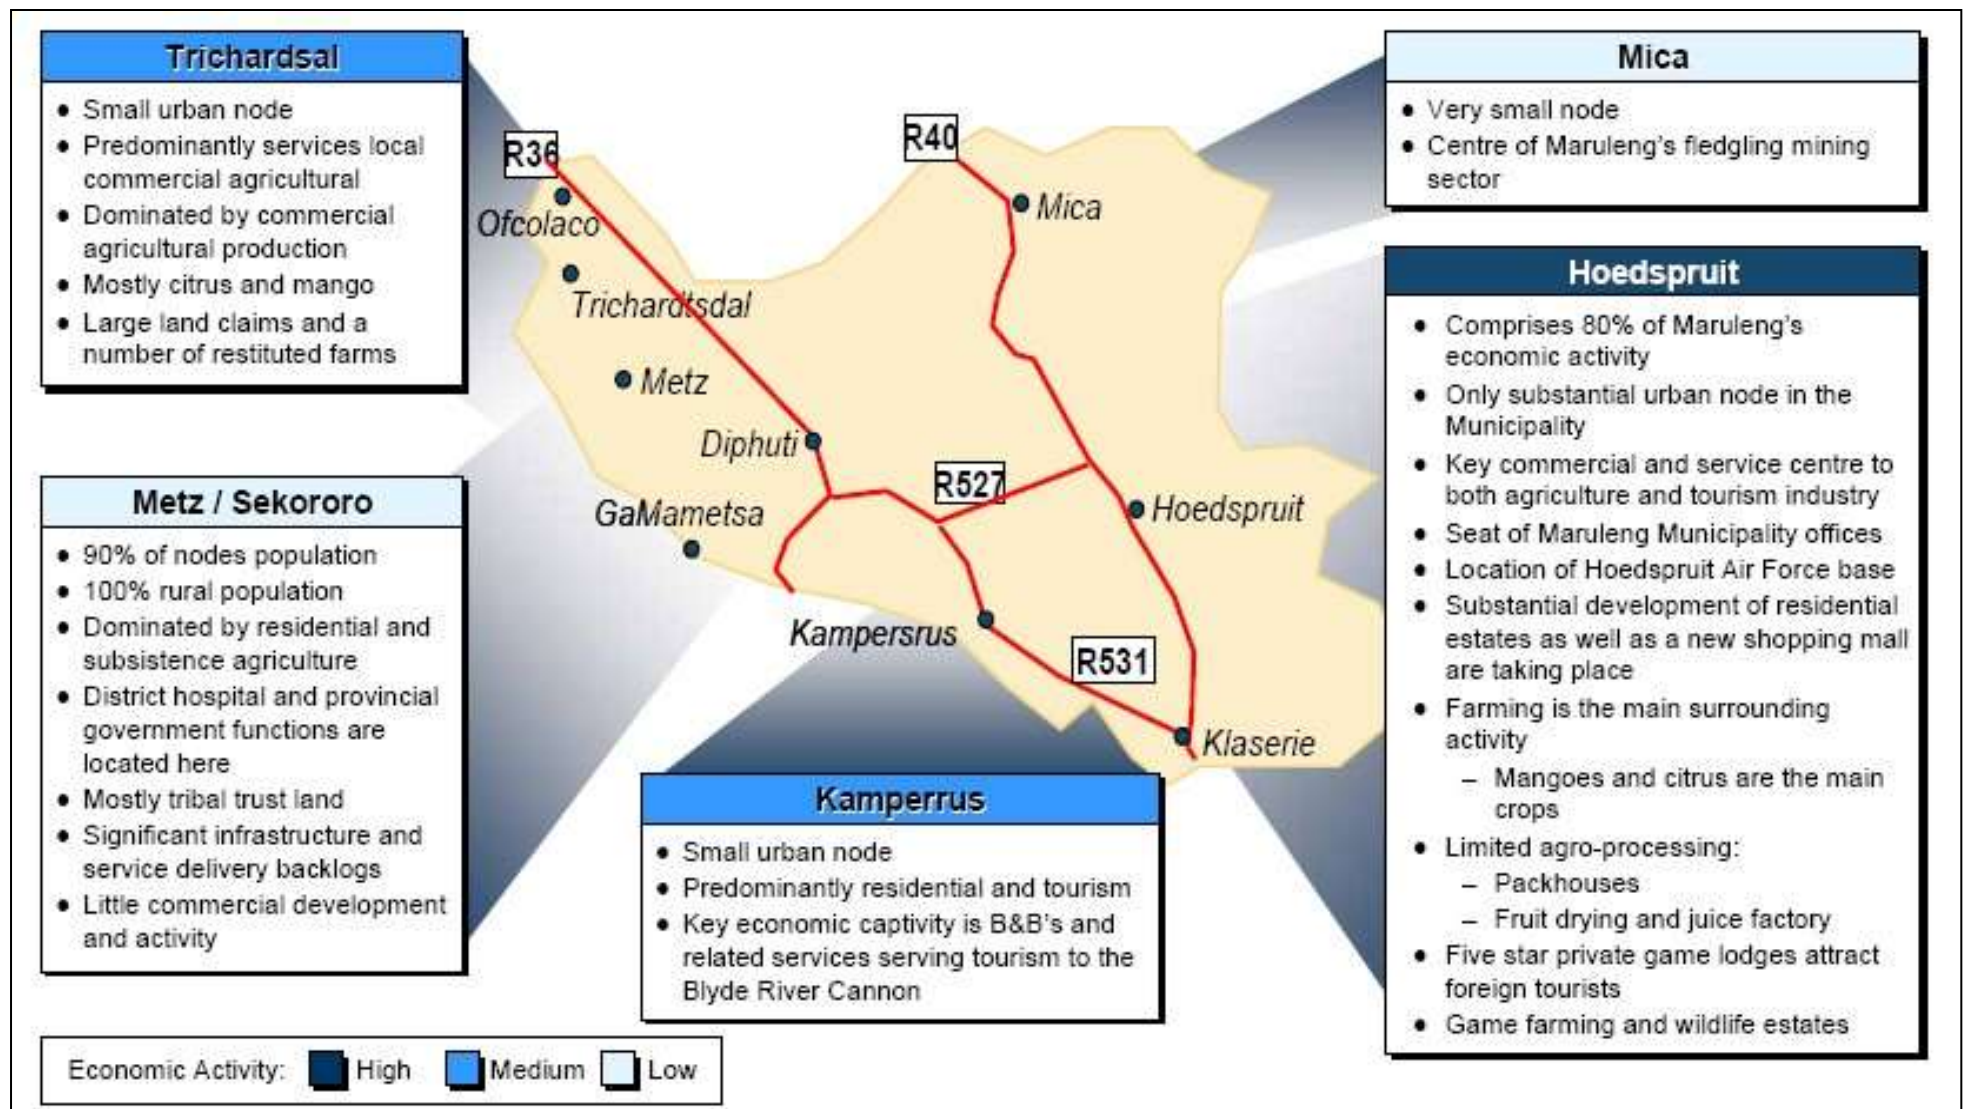 Trichardsal
● Small urban node
● Predominantly services local
commercial agricultural
● Dominated by commercial
agricultural production
● Mostly citrus and mango
● Large land claims and a
number of restituted farms
Metz / Sekororo
● 90% of nodes population
● 100% rural population
● Dominated by residential and
subsistence agriculture
● District hospital and provincial
government functions are
located here
● Mostly tribal trust land
● Significant infrastructure and
service delivery backlogs
● Little commercial development
and activity
R36
R40
Mica
Ofcolaco
Trichardtsdal
Metz
Diphuti
R527
GaMametsa
Hoedspruit
Kampersrus
R531
Klaserie
Kamperrus
● Small urban node
● Predominantly residential and tourism
● Key economic captivity is B&B's and
related services serving tourism to the
Blyde River Cannon
Mica
● Very small node
● Centre of Maruleng's fledgling mining
sector
Hoedspruit
● Comprises 80% of Maruleng's
economic activity
● Only substantial urban node in the
Municipality
● Key commercial and service centre to
both agriculture and tourism industry
● Seat of Maruleng Municipality offices
● Location of Hoedspruit Air Force base
● Substantial development of residential
estates as well as a new shopping mall
are taking place
● Farming is the main surrounding
activity
– Mangoes and citrus are the main
crops
● Limited agro-processing:
– Packhouses
– Fruit drying and juice factory
● Five star private game lodges attract
foreign tourists
● Game farming and wildlife estates
Economic Activity: High Medium Low